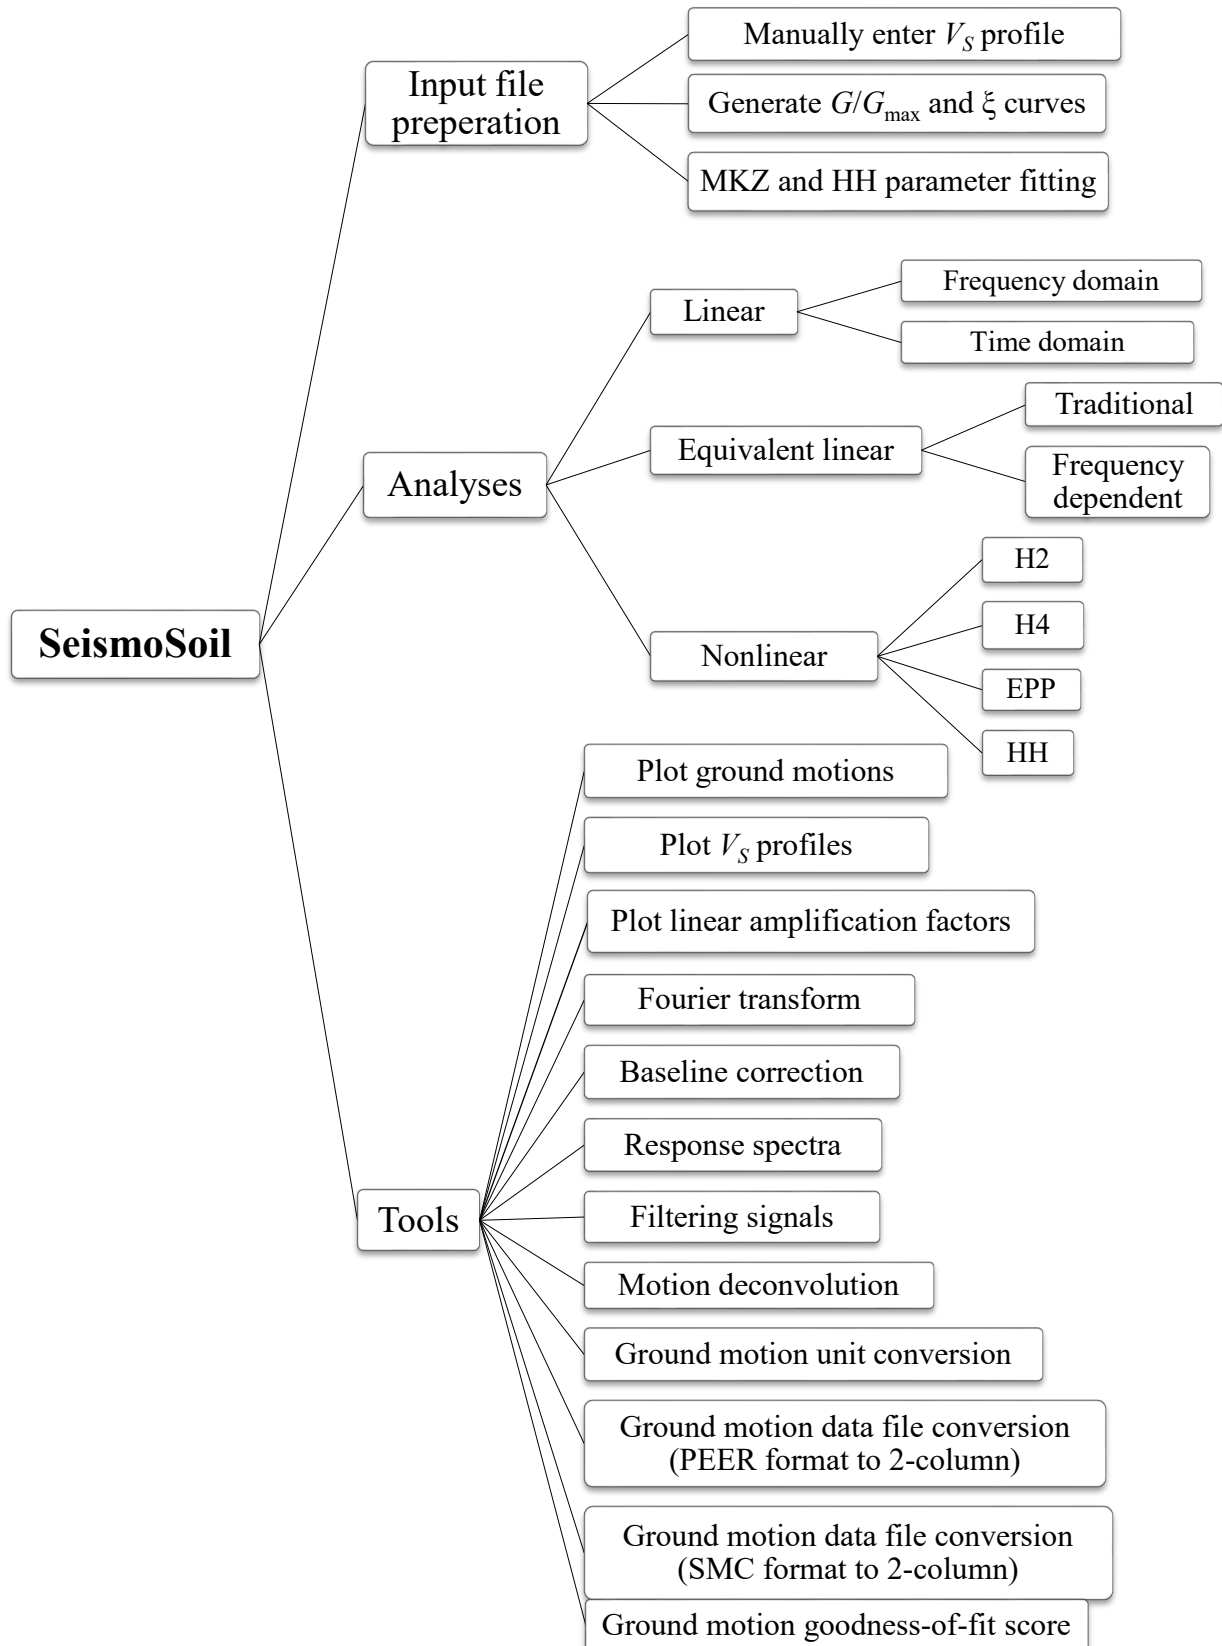 Manually enter VS profile
Input file
preperation
Generate G/Gmax and ξ curves
MKZ and HH parameter fitting
Linear
Frequency domain
Time domain
Analyses
Equivalent linear
Traditional
Frequency
dependent
Nonlinear
H2
H4
EPP
HH
SeismoSoil
Tools
Plot ground motions
Plot VS profiles
Plot linear amplification factors
Fourier transform
Baseline correction
Response spectra
Filtering signals
Motion deconvolution
Ground motion unit conversion
Ground motion data file conversion
(PEER format to 2-column)
Ground motion data file conversion
(SMC format to 2-column)
Ground motion goodness-of-fit score